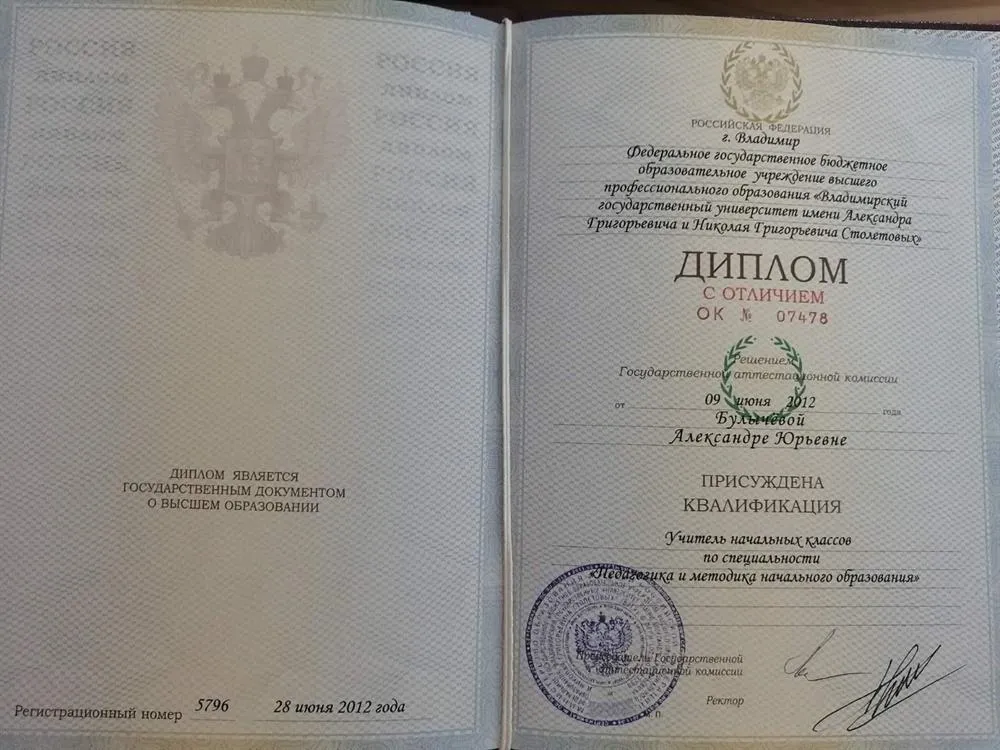 ДИПЛОМ ЯВЛЯЕТСЯ
ГОСУДАРСТВЕННЫМ ДОКУМЕНТОМ
О ВЫСШЕМ ОБРАЗОВАНИИ
Регистрационный номер 5796 28 июня 2012 года
РОССИЙСКАЯ ФЕДЕРАЦИЯ
г. Владимир
Федеральное государственное бюджетное
образовательное учреждение высшего
профессионального образования «Владимирский
государственный университет имени Александра
Григорьевича и Николая Григорьевича Столетовых»
ДИПЛОМ
С ОТЛИЧИЕМ
ОК № 07478
Решением
Государственной аттестационной комиссии
от 09 июня 2012 года
Булычевой
Александре Юрьевне
ПРИСУЖДЕНА
КВАЛИФИКАЦИЯ
Учитель начальных классов
по специальности
«Педагогика и методика начального образования»
Председатель Государственной
аттестационной комиссии
Ректор
М. П.